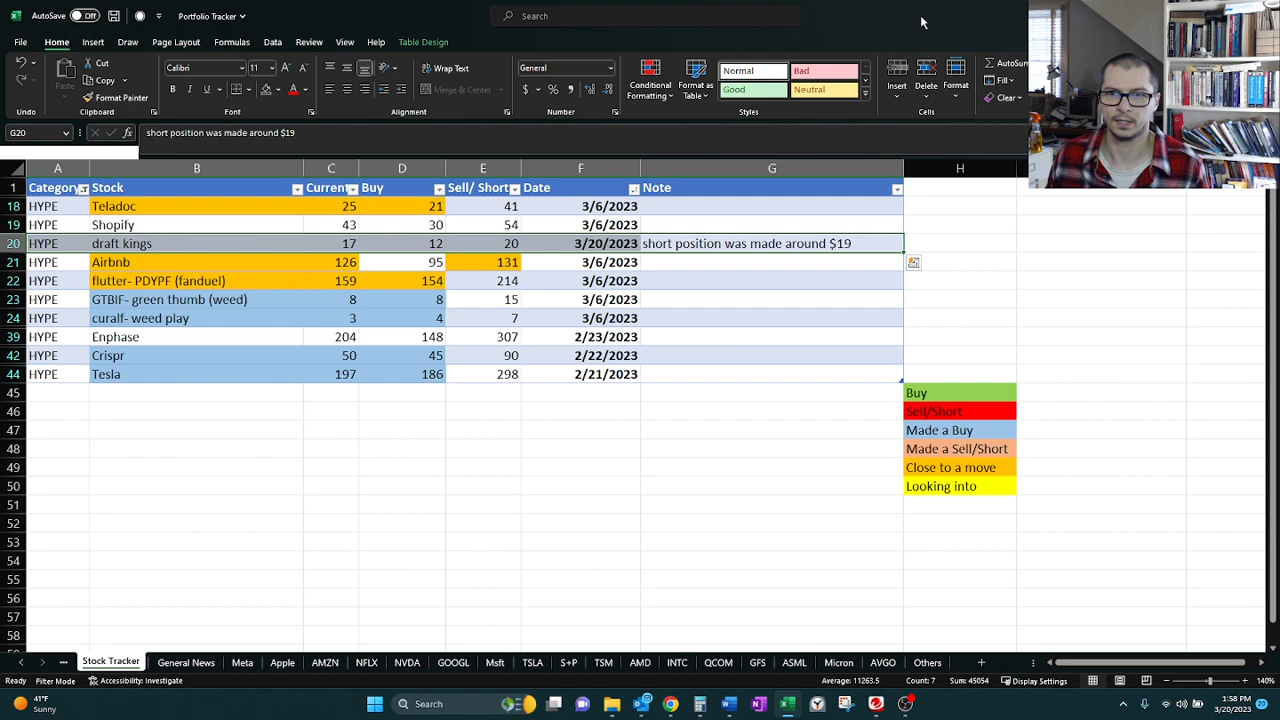 AutoSave Off Portfolio Tracker Search
File Home Insert Draw Page Layout Formulas Data Review View Help Table Design
Cut Calibri 11 Wrap Text General Normal Bad AutoSum
Copy Fill
Paste Format Painter Merge & Center Conditional Formatting Format as Table Good Neutral Insert Delete Format Clear
Undo Clipboard Font Alignment Number Styles Cells
G20 short position was made around $19
A B C D E F G H
1 Category Stock Current Buy Sell/ Short Date Note
18 HYPE Teladoc 25 21 41 3/6/2023
19 HYPE Shopify 43 30 54 3/6/2023
20 HYPE draft kings 17 12 20 3/20/2023 short position was made around $19
21 HYPE Airbnb 126 95 131 3/6/2023
22 HYPE flutter- PDYPF (fanduel) 159 154 214 3/6/2023
23 HYPE GTBIF- green thumb (weed) 8 8 15 3/6/2023
24 HYPE curalf- weed play 3 4 7 3/6/2023
39 HYPE Enphase 204 148 307 2/23/2023
42 HYPE Crispr 50 45 90 2/22/2023
44 HYPE Tesla 197 186 298 2/21/2023
45 Buy
46 Sell/Short
47 Made a Buy
48 Made a Sell/Short
49 Close to a move
50 Looking into
51
52
53
54
55
56
57
58
Stock Tracker General News Meta Apple AMZN NFLX NVDA GOOGL Msft S+P TSM AMD INTC QCOM GFS ASML Micron AVGO Others
Ready Filter Mode Accessibility: Investigate Average: 11263.5 Count: 7 Sum: 45054 Display Settings 140%
41°F Search 1:58 PM
Sunny 3/20/2023 20